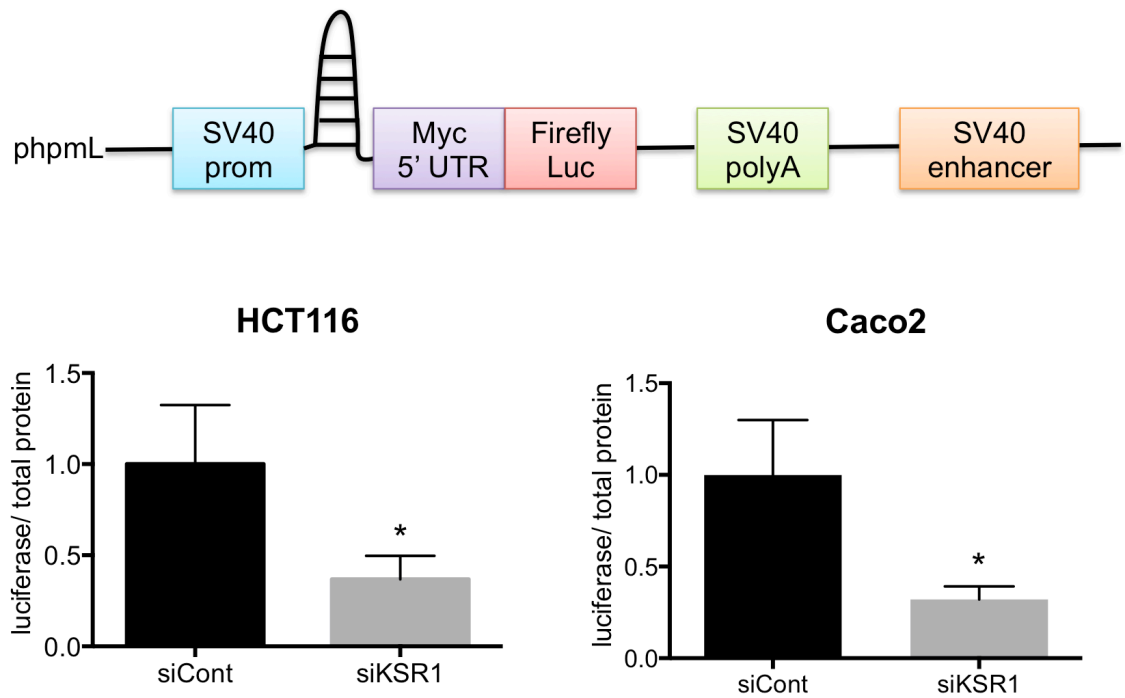 phpmL
SV40
prom
Myc
5' UTR
Firefly
Luc
SV40
polyA
SV40
enhancer
HCT116
luciferase/ total protein
1.5
1.0
0.5
0.0
*
siCont
siKSR1
Caco2
luciferase/ total protein
1.5
1.0
0.5
0.0
*
siCont
siKSR1